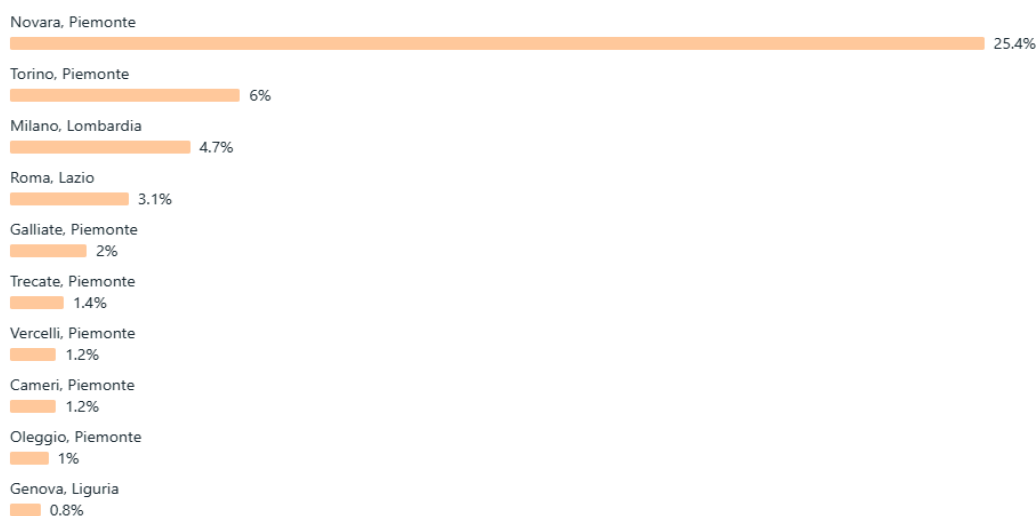 Novara, Piemonte
25.4%
Torino, Piemonte
6%
Milano, Lombardia
4.7%
Roma, Lazio
3.1%
Galliate, Piemonte
2%
Trecate, Piemonte
1.4%
Vercelli, Piemonte
1.2%
Cameri, Piemonte
1.2%
Oleggio, Piemonte
1%
Genova, Liguria
0.8%